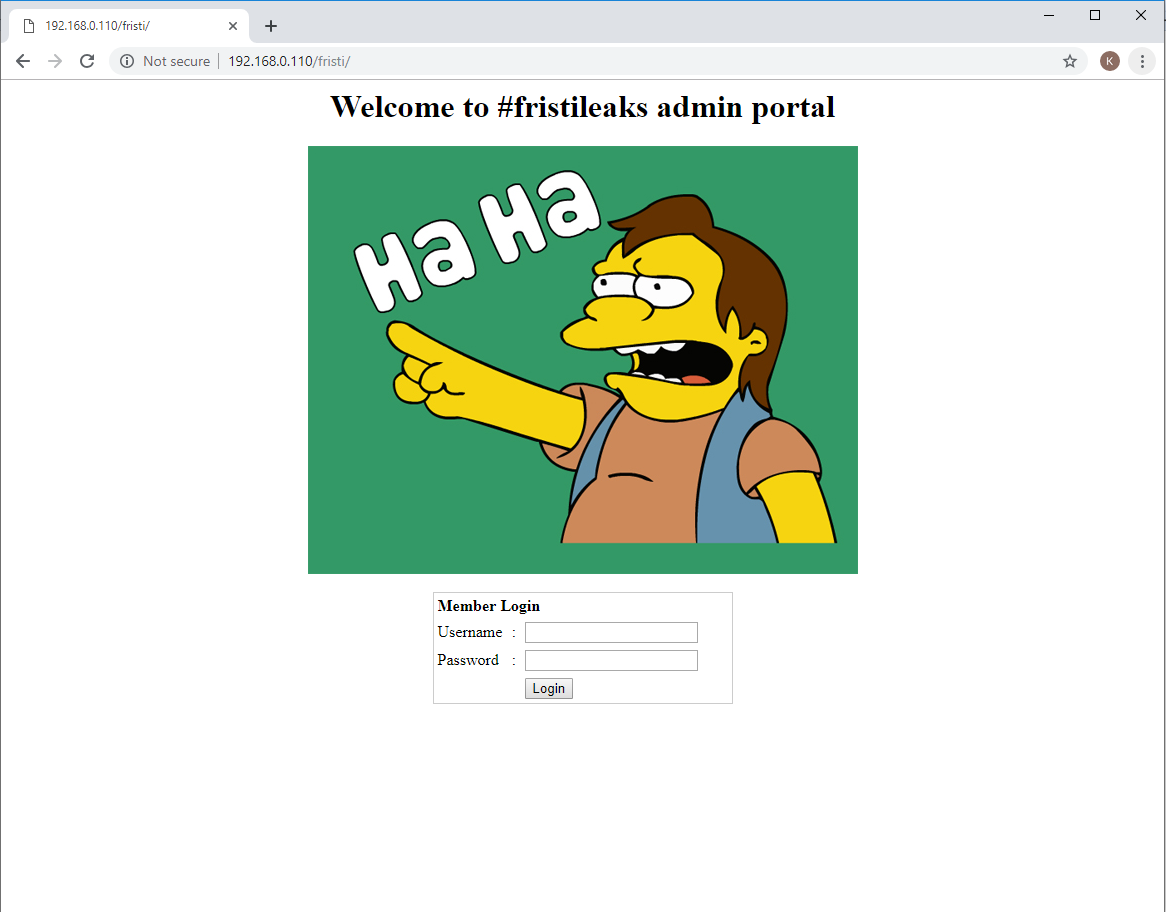 192.168.0.110/fristi/
Not secure
192.168.0.110/fristi/
K
Welcome to #fristileaks admin portal
Ha Ha
Member Login
Username :
Password :
Login